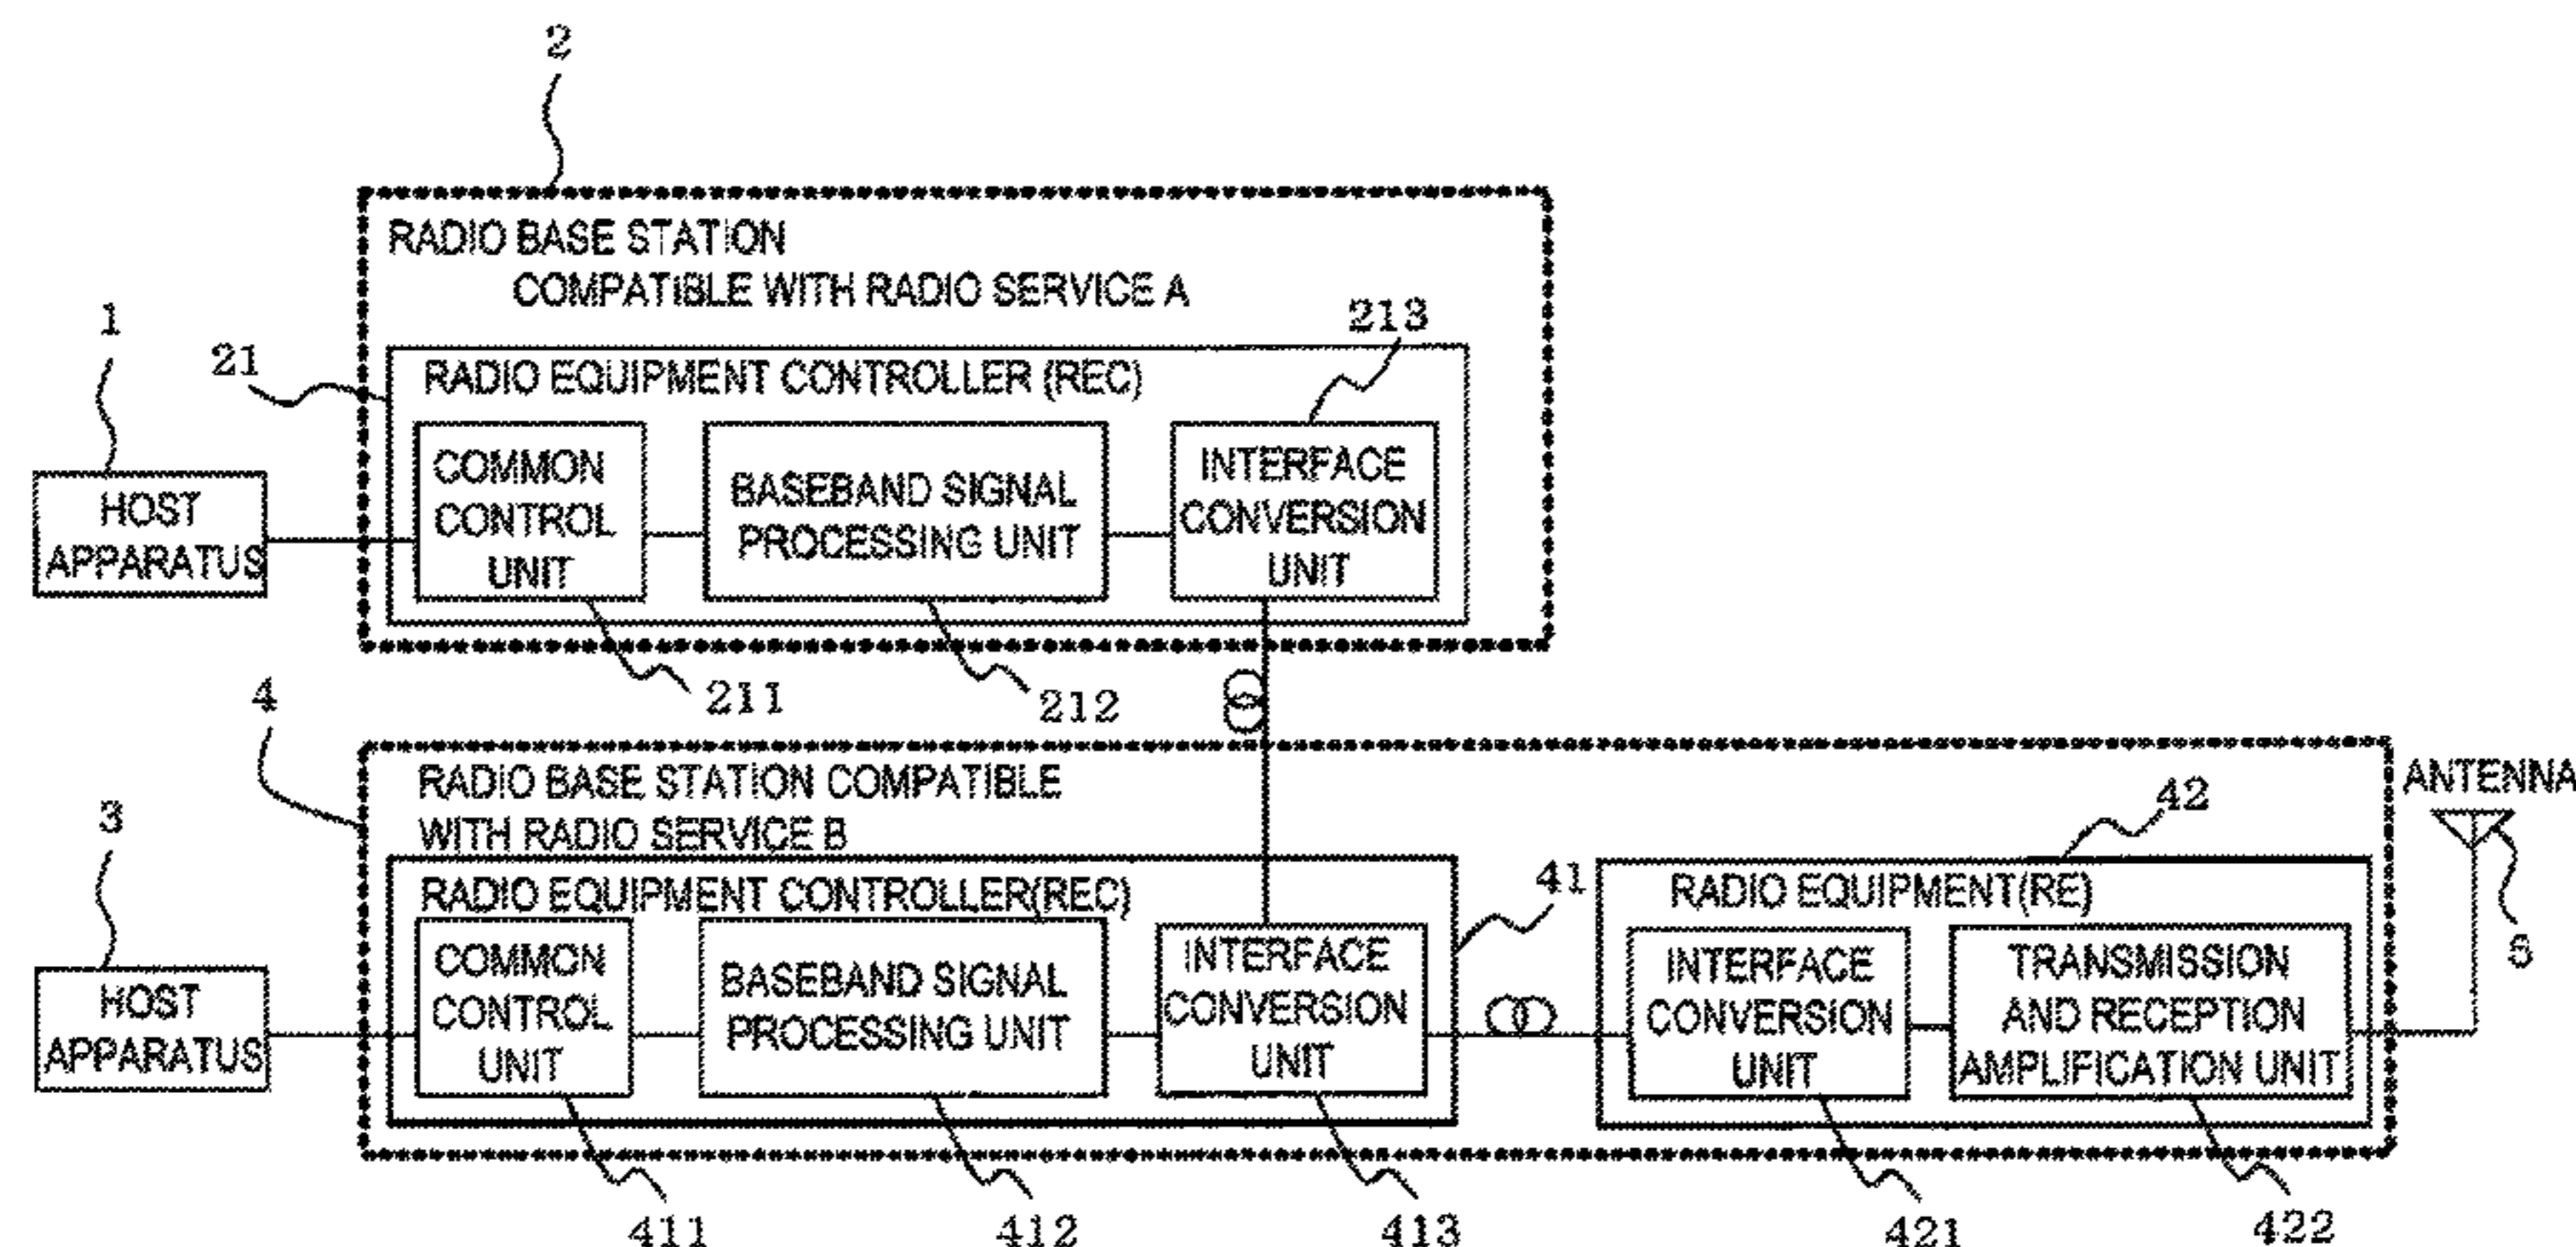 2
RADIO BASE STATION
COMPATIBLE WITH RADIO SERVICE A
1
21
213
RADIO EQUIPMENT CONTROLLER (REC)
HOST
APPARATUS
COMMON
CONTROL
UNIT
BASEBAND SIGNAL
PROCESSING UNIT
INTERFACE
CONVERSION
UNIT
211
212
4
RADIO BASE STATION COMPATIBLE
WITH RADIO SERVICE B
ANTENNA
42
3
41
5
RADIO EQUIPMENT CONTROLLER(REC)
RADIO EQUIPMENT(RE)
HOST
APPARATUS
COMMON
CONTROL
UNIT
BASEBAND SIGNAL
PROCESSING UNIT
INTERFACE
CONVERSION
UNIT
INTERFACE
CONVERSION
UNIT
TRANSMISSION
AND RECEPTION
AMPLIFICATION UNIT
411
412
413
421
422